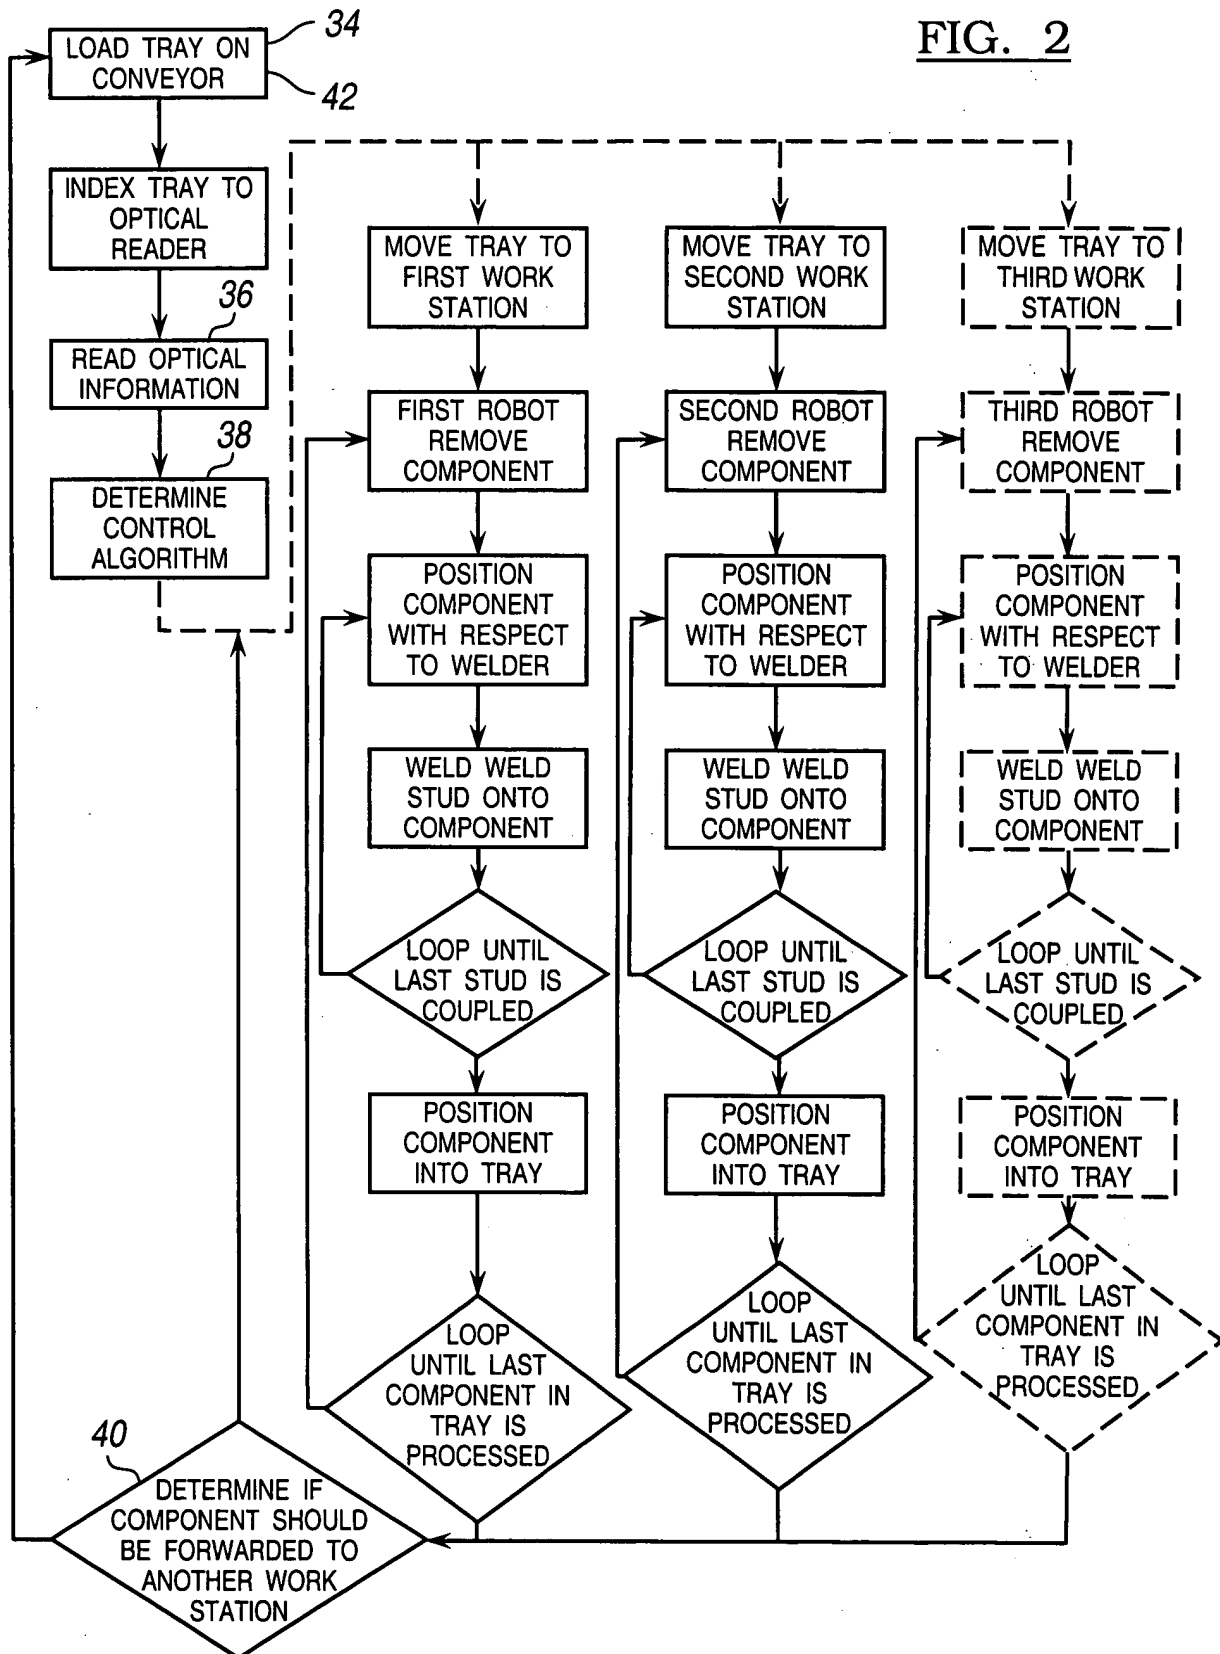 FIG. 2
34
LOAD TRAY ON
CONVEYOR
42
INDEX TRAY TO
OPTICAL
READER
36
READ OPTICAL
INFORMATION
38
DETERMINE
CONTROL
ALGORITHM
MOVE TRAY TO
FIRST WORK
STATION
FIRST ROBOT
REMOVE
COMPONENT
POSITION
COMPONENT
WITH RESPECT
TO WELDER
WELD WELD
STUD ONTO
COMPONENT
LOOP UNTIL
LAST STUD IS
COUPLED
POSITION
COMPONENT
INTO TRAY
LOOP
UNTIL LAST
COMPONENT IN
TRAY IS
PROCESSED
MOVE TRAY TO
SECOND WORK
STATION
SECOND ROBOT
REMOVE
COMPONENT
POSITION
COMPONENT
WITH RESPECT
TO WELDER
WELD WELD
STUD ONTO
COMPONENT
LOOP UNTIL
LAST STUD IS
COUPLED
POSITION
COMPONENT
INTO TRAY
LOOP
UNTIL LAST
COMPONENT IN
TRAY IS
PROCESSED
MOVE TRAY TO
THIRD WORK
STATION
THIRD ROBOT
REMOVE
COMPONENT
POSITION
COMPONENT
WITH RESPECT
TO WELDER
WELD WELD
STUD ONTO
COMPONENT
LOOP UNTIL
LAST STUD IS
COUPLED
POSITION
COMPONENT
INTO TRAY
LOOP
UNTIL LAST
COMPONENT IN
TRAY IS
PROCESSED
40
DETERMINE IF
COMPONENT SHOULD
BE FORWARDED TO
ANOTHER WORK
STATION